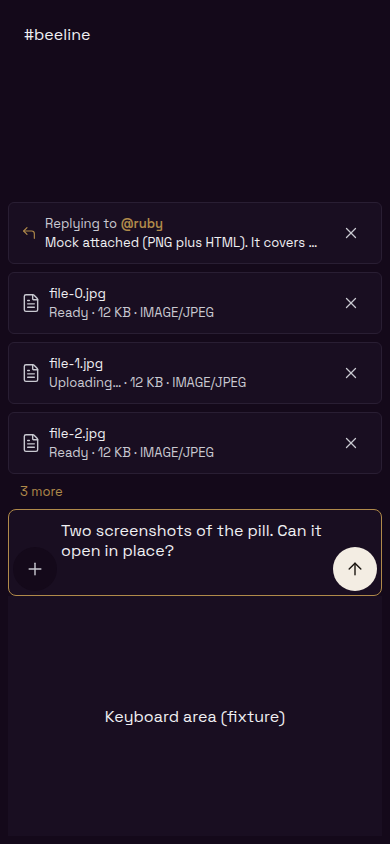 #beeline
Replying to @ruby
Mock attached (PNG plus HTML). It covers ...
file-0.jpg
Ready · 12 KB · IMAGE/JPEG
file-1.jpg
Uploading... · 12 KB · IMAGE/JPEG
file-2.jpg
Ready · 12 KB · IMAGE/JPEG
3 more
Two screenshots of the pill. Can it
open in place?
Keyboard area (fixture)